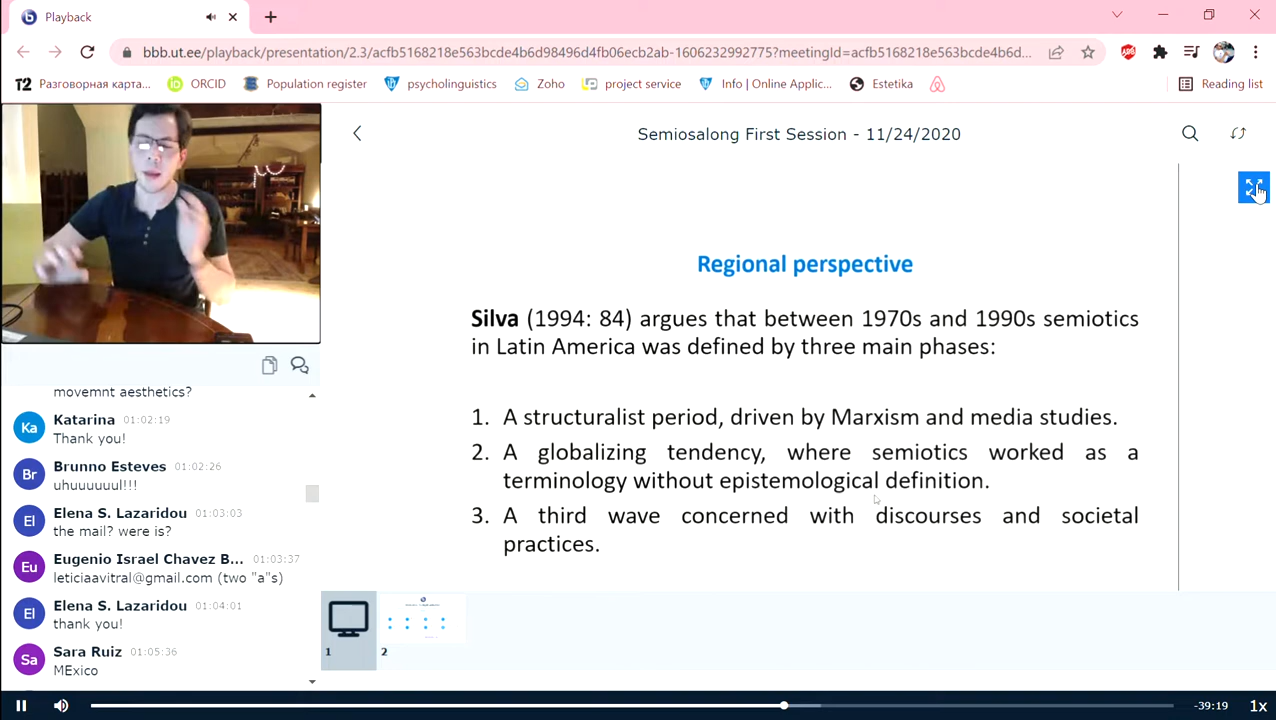 Playback
bbb.ut.ee/playback/presentation/2.3/acfb5168218e563bcde4b6d98496d4fb06ecb2ab-1606232992775?meetingId=acfb5168218e563bcde4b6d...
T2 Разговорная карта... ORCID Population register psycholinguistics Zoho project service Info | Online Applic... Estetika Reading list
Semiosalong First Session - 11/24/2020
Regional perspective
Silva (1994: 84) argues that between 1970s and 1990s semiotics
in Latin America was defined by three main phases:
1. A structuralist period, driven by Marxism and media studies.
2. A globalizing tendency, where semiotics worked as a
terminology without epistemological definition.
3. A third wave concerned with discourses and societal
practices.
movemnt aesthetics?
Ka Katarina 01:02:19
Thank you!
Br Brunno Esteves 01:02:26
uhuuuuuul!!!
El Elena S. Lazaridou 01:03:03
the mail? were is?
Eu Eugenio Israel Chavez B... 01:03:37
leticiaavitral@gmail.com (two "a"s)
El Elena S. Lazaridou 01:04:01
thank you!
Sa Sara Ruiz 01:05:36
MExico
1 2
-39:19 1x